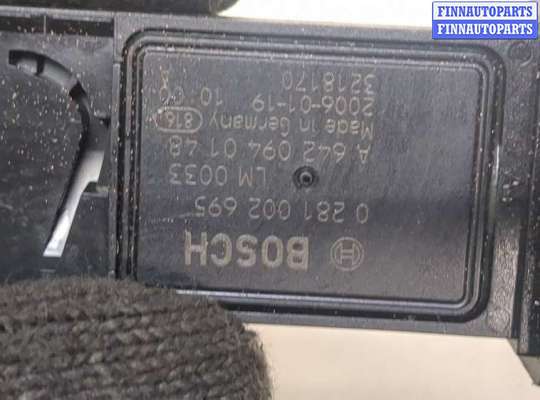 FINNAUTOPARTS
FINNAUTOPARTS
BOSCH
0 281 002 695
LM 0033
A 642 094 01 48
Made in Germany 816
2006-01-19 10
3218170 A